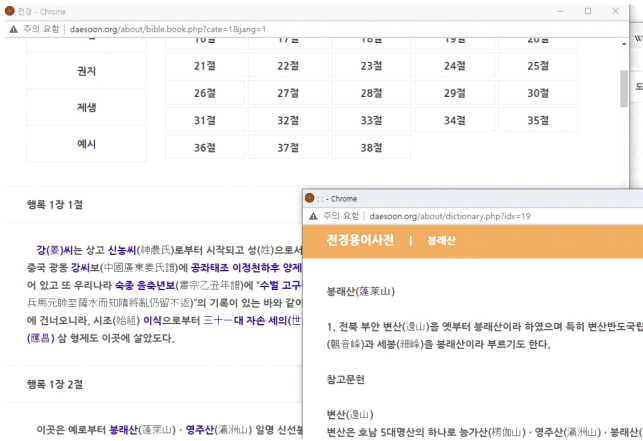 전경 - Chrome
주의 요함 | daesoon.org/about/bible.book.php?cate=1&jang=1
16절 17절 18절 19절 20절
권지 21절 22절 23절 24절 25절
26절 27절 28절 29절 30절
제생
31절 32절 33절 34절 35절
예시 36절 37절 38절
행록 1장 1절
강(姜)씨는 상고 신농씨(神農氏)로부터 시작되고 성(姓)으로서
중국 광동 강씨보(中國廣東姜氏譜)에 공좌태조 이정천하후 양제
어 있고 또 우리나라 숙종 을축년보(肅宗乙丑年譜)에 “수벌 고구
兵馬元帥至薩水而知隋將亂仍留不返)”의 기록이 있는 바와 같이
에 건너오니라. 시조(始祖) 이식으로부터 三十一대 자손 세의(世
(應昌) 삼 형제도 이곳에 살았도다.
행록 1장 2절
이곳은 예로부터 봉래산(蓬萊山)·영주산(瀛洲山) 일명 신선봉
: : - Chrome
주의 요함 | daesoon.org/about/dictionary.php?idx=19
전경용어사전 | 봉래산
봉래산(蓬萊山)
1. 전북 부안 변산(邊山)을 옛부터 봉래산이라 하였으며 특히 변산반도국립
(觀音峰)과 세봉(細峰)을 봉래산이라 부르기도 한다.
참고문헌
변산(邊山)
변산은 호남 5대명산의 하나로 능가산(楞伽山)·영주산(瀛洲山)·봉래산(
W
도